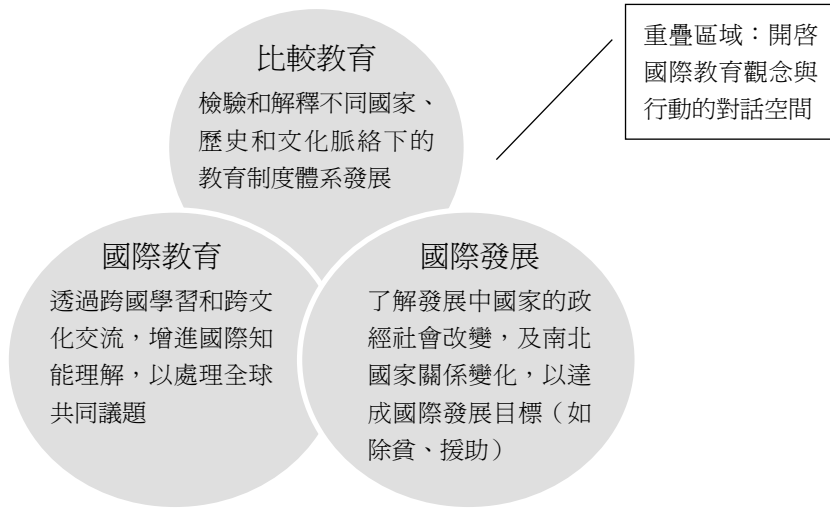 比較教育
檢驗和解釋不同國家、
歷史和文化脈絡下的
教育制度體系發展
重疊區域：開啓
國際教育觀念與
行動的對話空間
國際教育
透過跨國學習和跨文
化交流，增進國際知
能理解，以處理全球
共同議題
國際發展
了解發展中國家的政
經社會改變，及南北
國家關係變化，以達
成國際發展目標（如
除貧、援助）